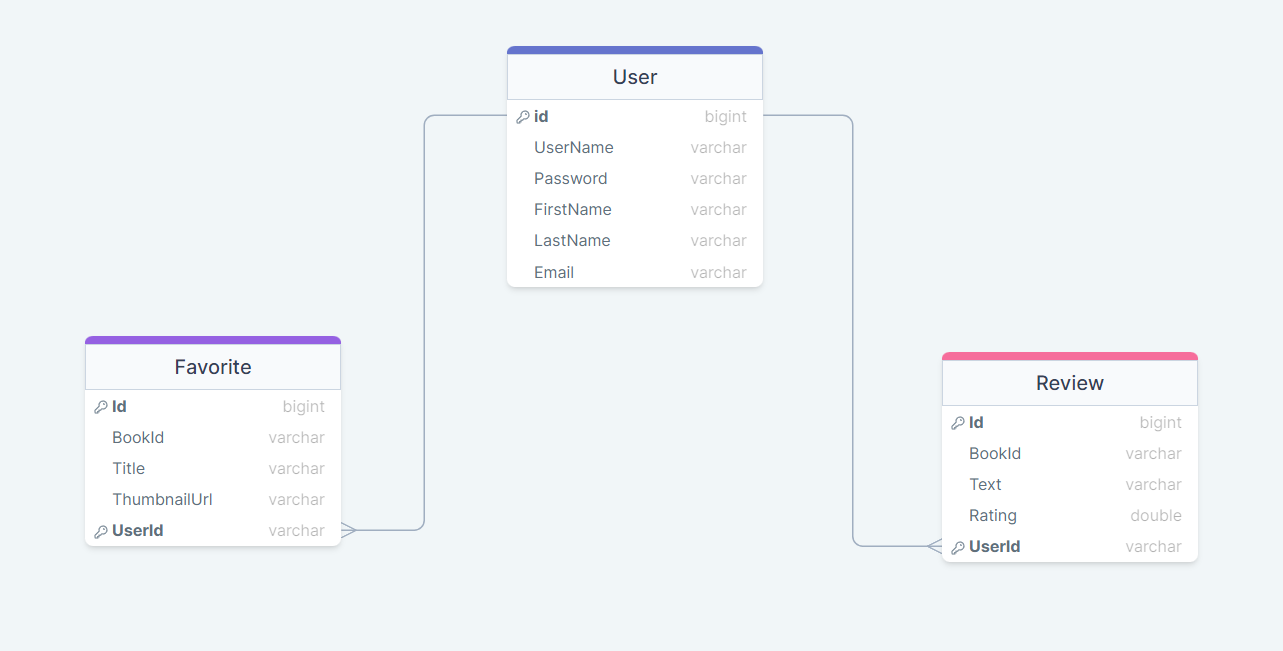 User
id bigint
UserName varchar
Password varchar
FirstName varchar
LastName varchar
Email varchar
Favorite
Id bigint
BookId varchar
Title varchar
ThumbnailUrl varchar
UserId varchar
Review
Id bigint
BookId varchar
Text varchar
Rating double
UserId varchar